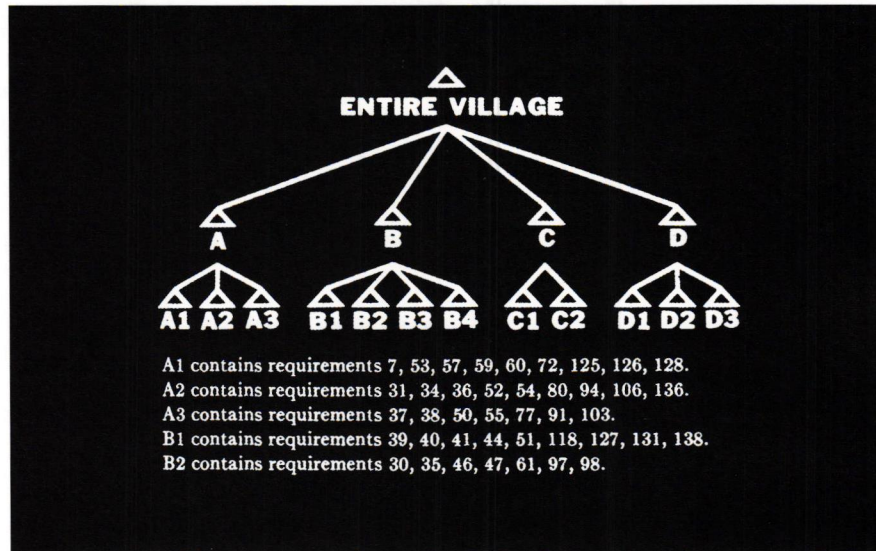 ENTIRE VILLAGE
A B C D
A1 A2 A3 B1 B2 B3 B4 C1 C2 D1 D2 D3
A1 contains requirements 7, 53, 57, 59, 60, 72, 125, 126, 128.
A2 contains requirements 31, 34, 36, 52, 54, 80, 94, 106, 136.
A3 contains requirements 37, 38, 50, 55, 77, 91, 103.
B1 contains requirements 39, 40, 41, 44, 51, 118, 127, 131, 138.
B2 contains requirements 30, 35, 46, 47, 61, 97, 98.